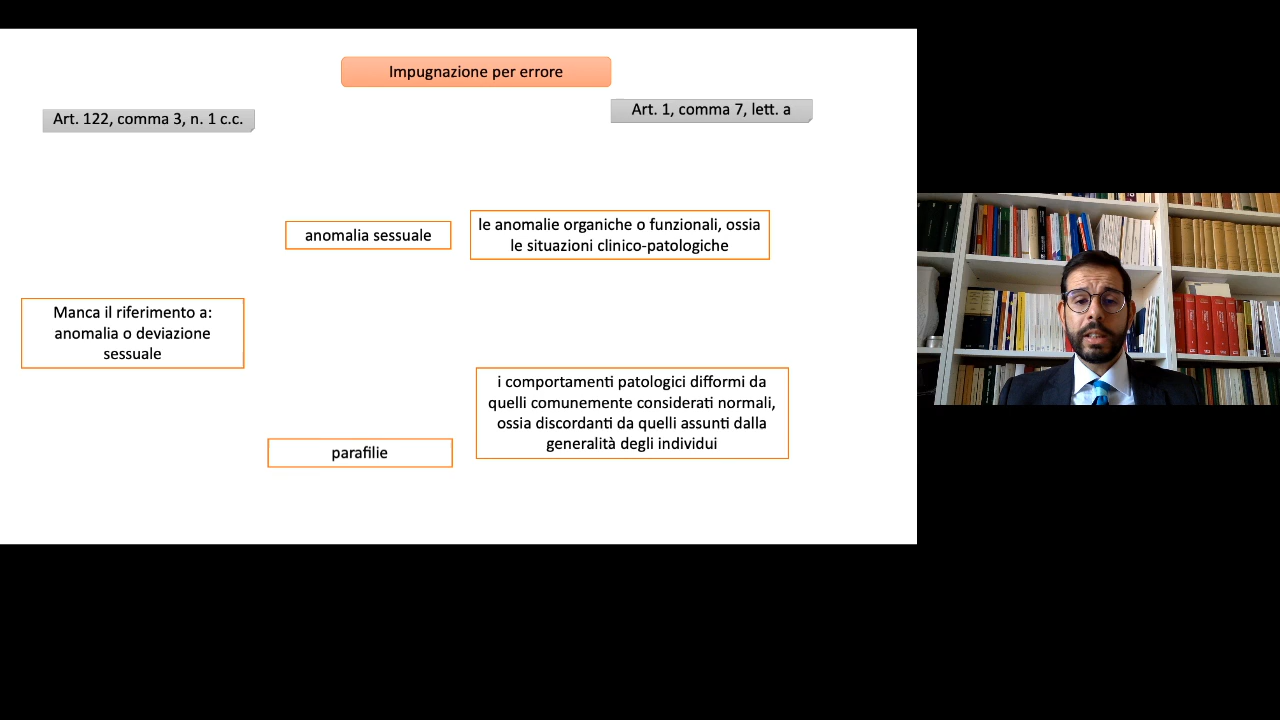 Impugnazione per errore
Art. 122, comma 3, n. 1 c.c.
Art. 1, comma 7, lett. a
anomalia sessuale
le anomalie organiche o funzionali, ossia
le situazioni clinico-patologiche
Manca il riferimento a:
anomalia o deviazione
sessuale
i comportamenti patologici difformi da
quelli comunemente considerati normali,
ossia discordanti da quelli assunti dalla
generalità degli individui
parafilie